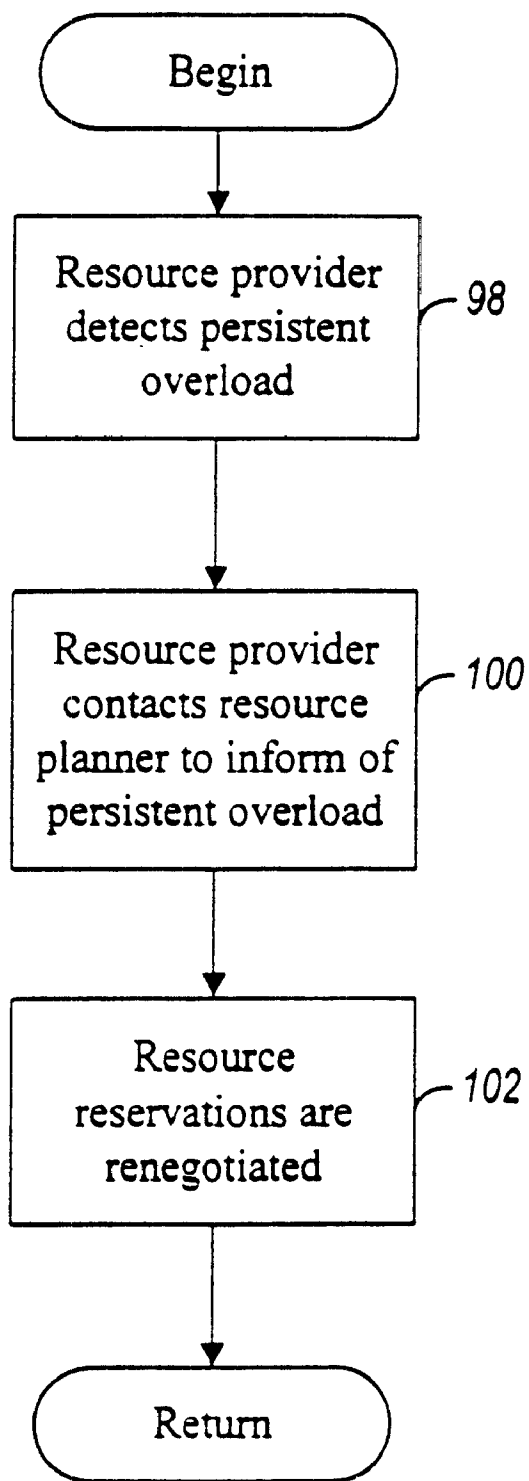 Begin
Resource provider
detects persistent
overload
98
Resource provider
contacts resource
planner to inform of
persistent overload
100
Resource
reservations are
renegotiated
102
Return